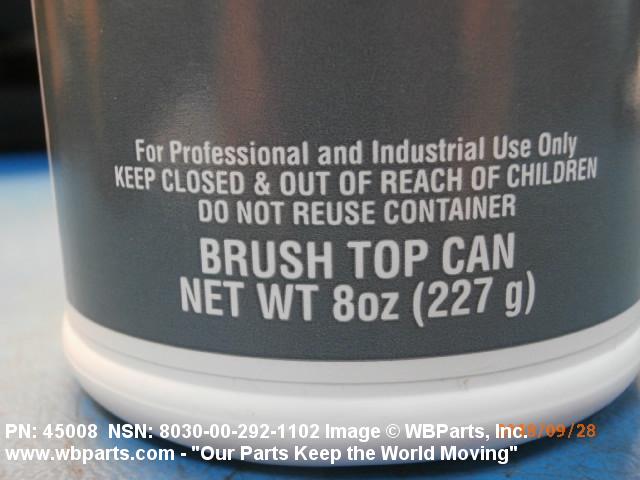 For Professional and Industrial Use Only
KEEP CLOSED & OUT OF REACH OF CHILDREN
DO NOT REUSE CONTAINER
BRUSH TOP CAN
NET WT 8oz (227 g)
PN: 45008 NSN: 8030-00-292-1102 Image © WBParts, Inc.
/09/28
www.wbparts.com - "Our Parts Keep the World Moving"